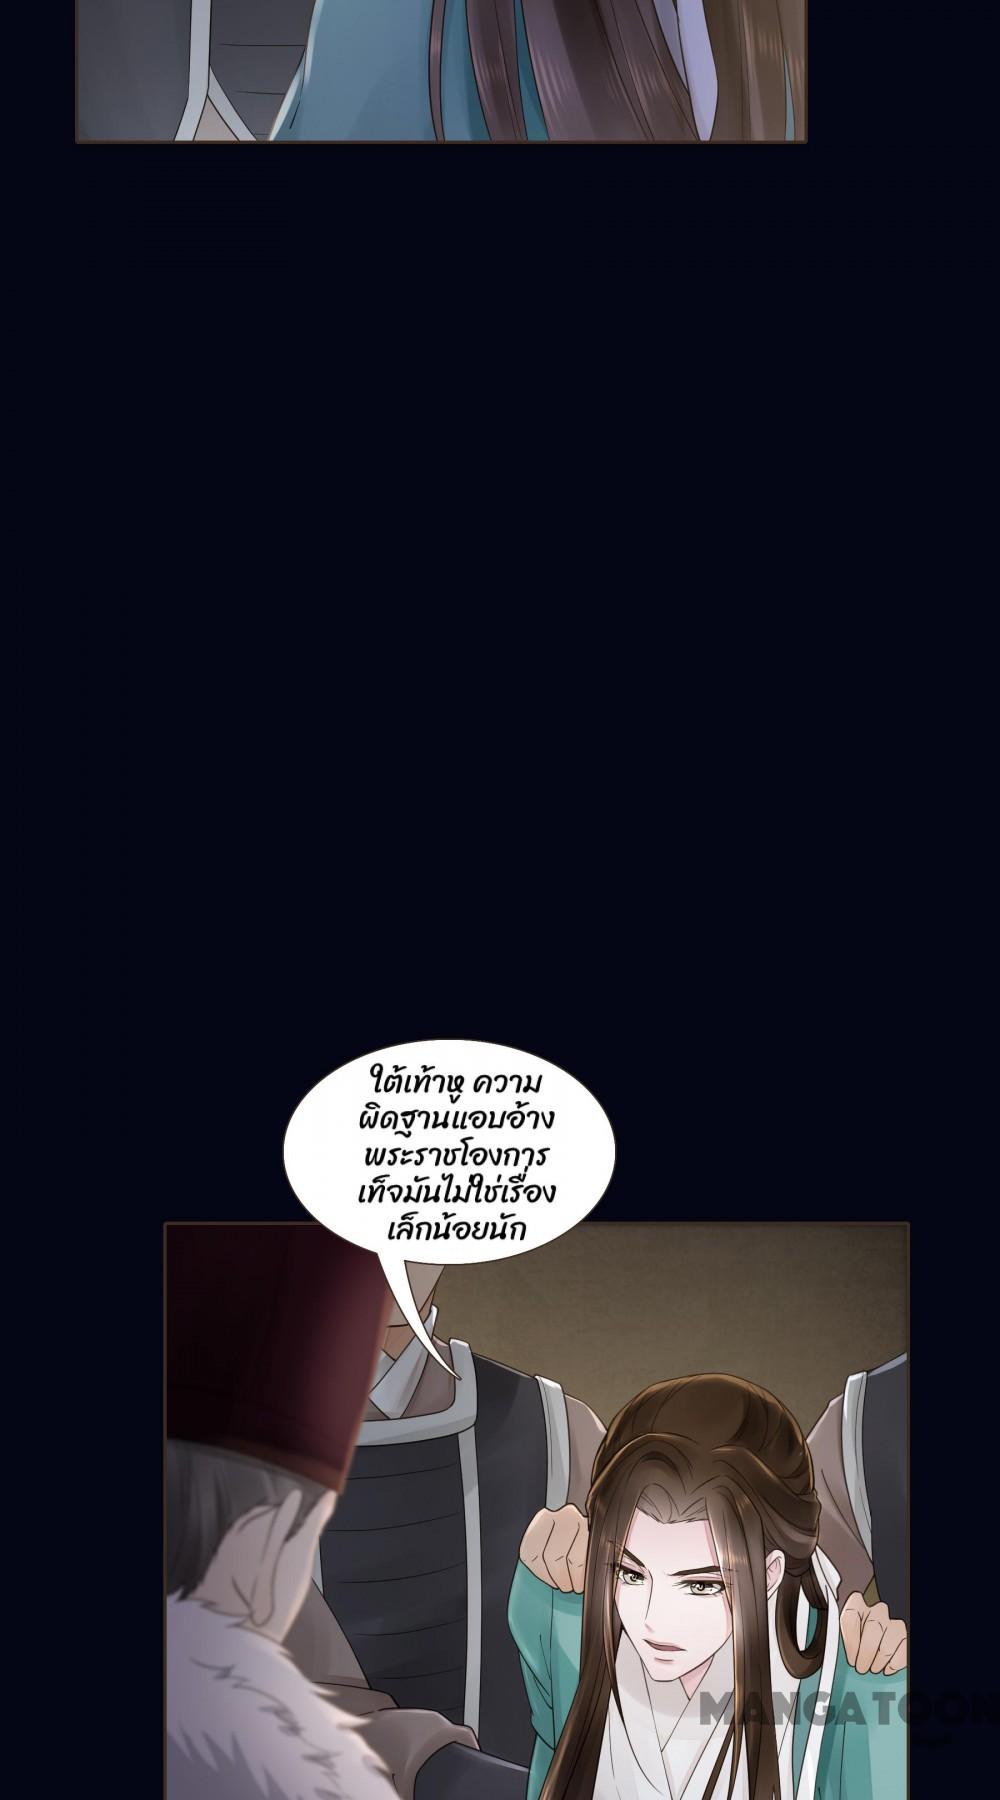 ใต้เท้าหู ความ
ผิดฐานแอบอ้าง
พระราชโองการ
เท็จมันไม่ใช่เรื่อง
เล็กน้อยนัก
MANGATOON